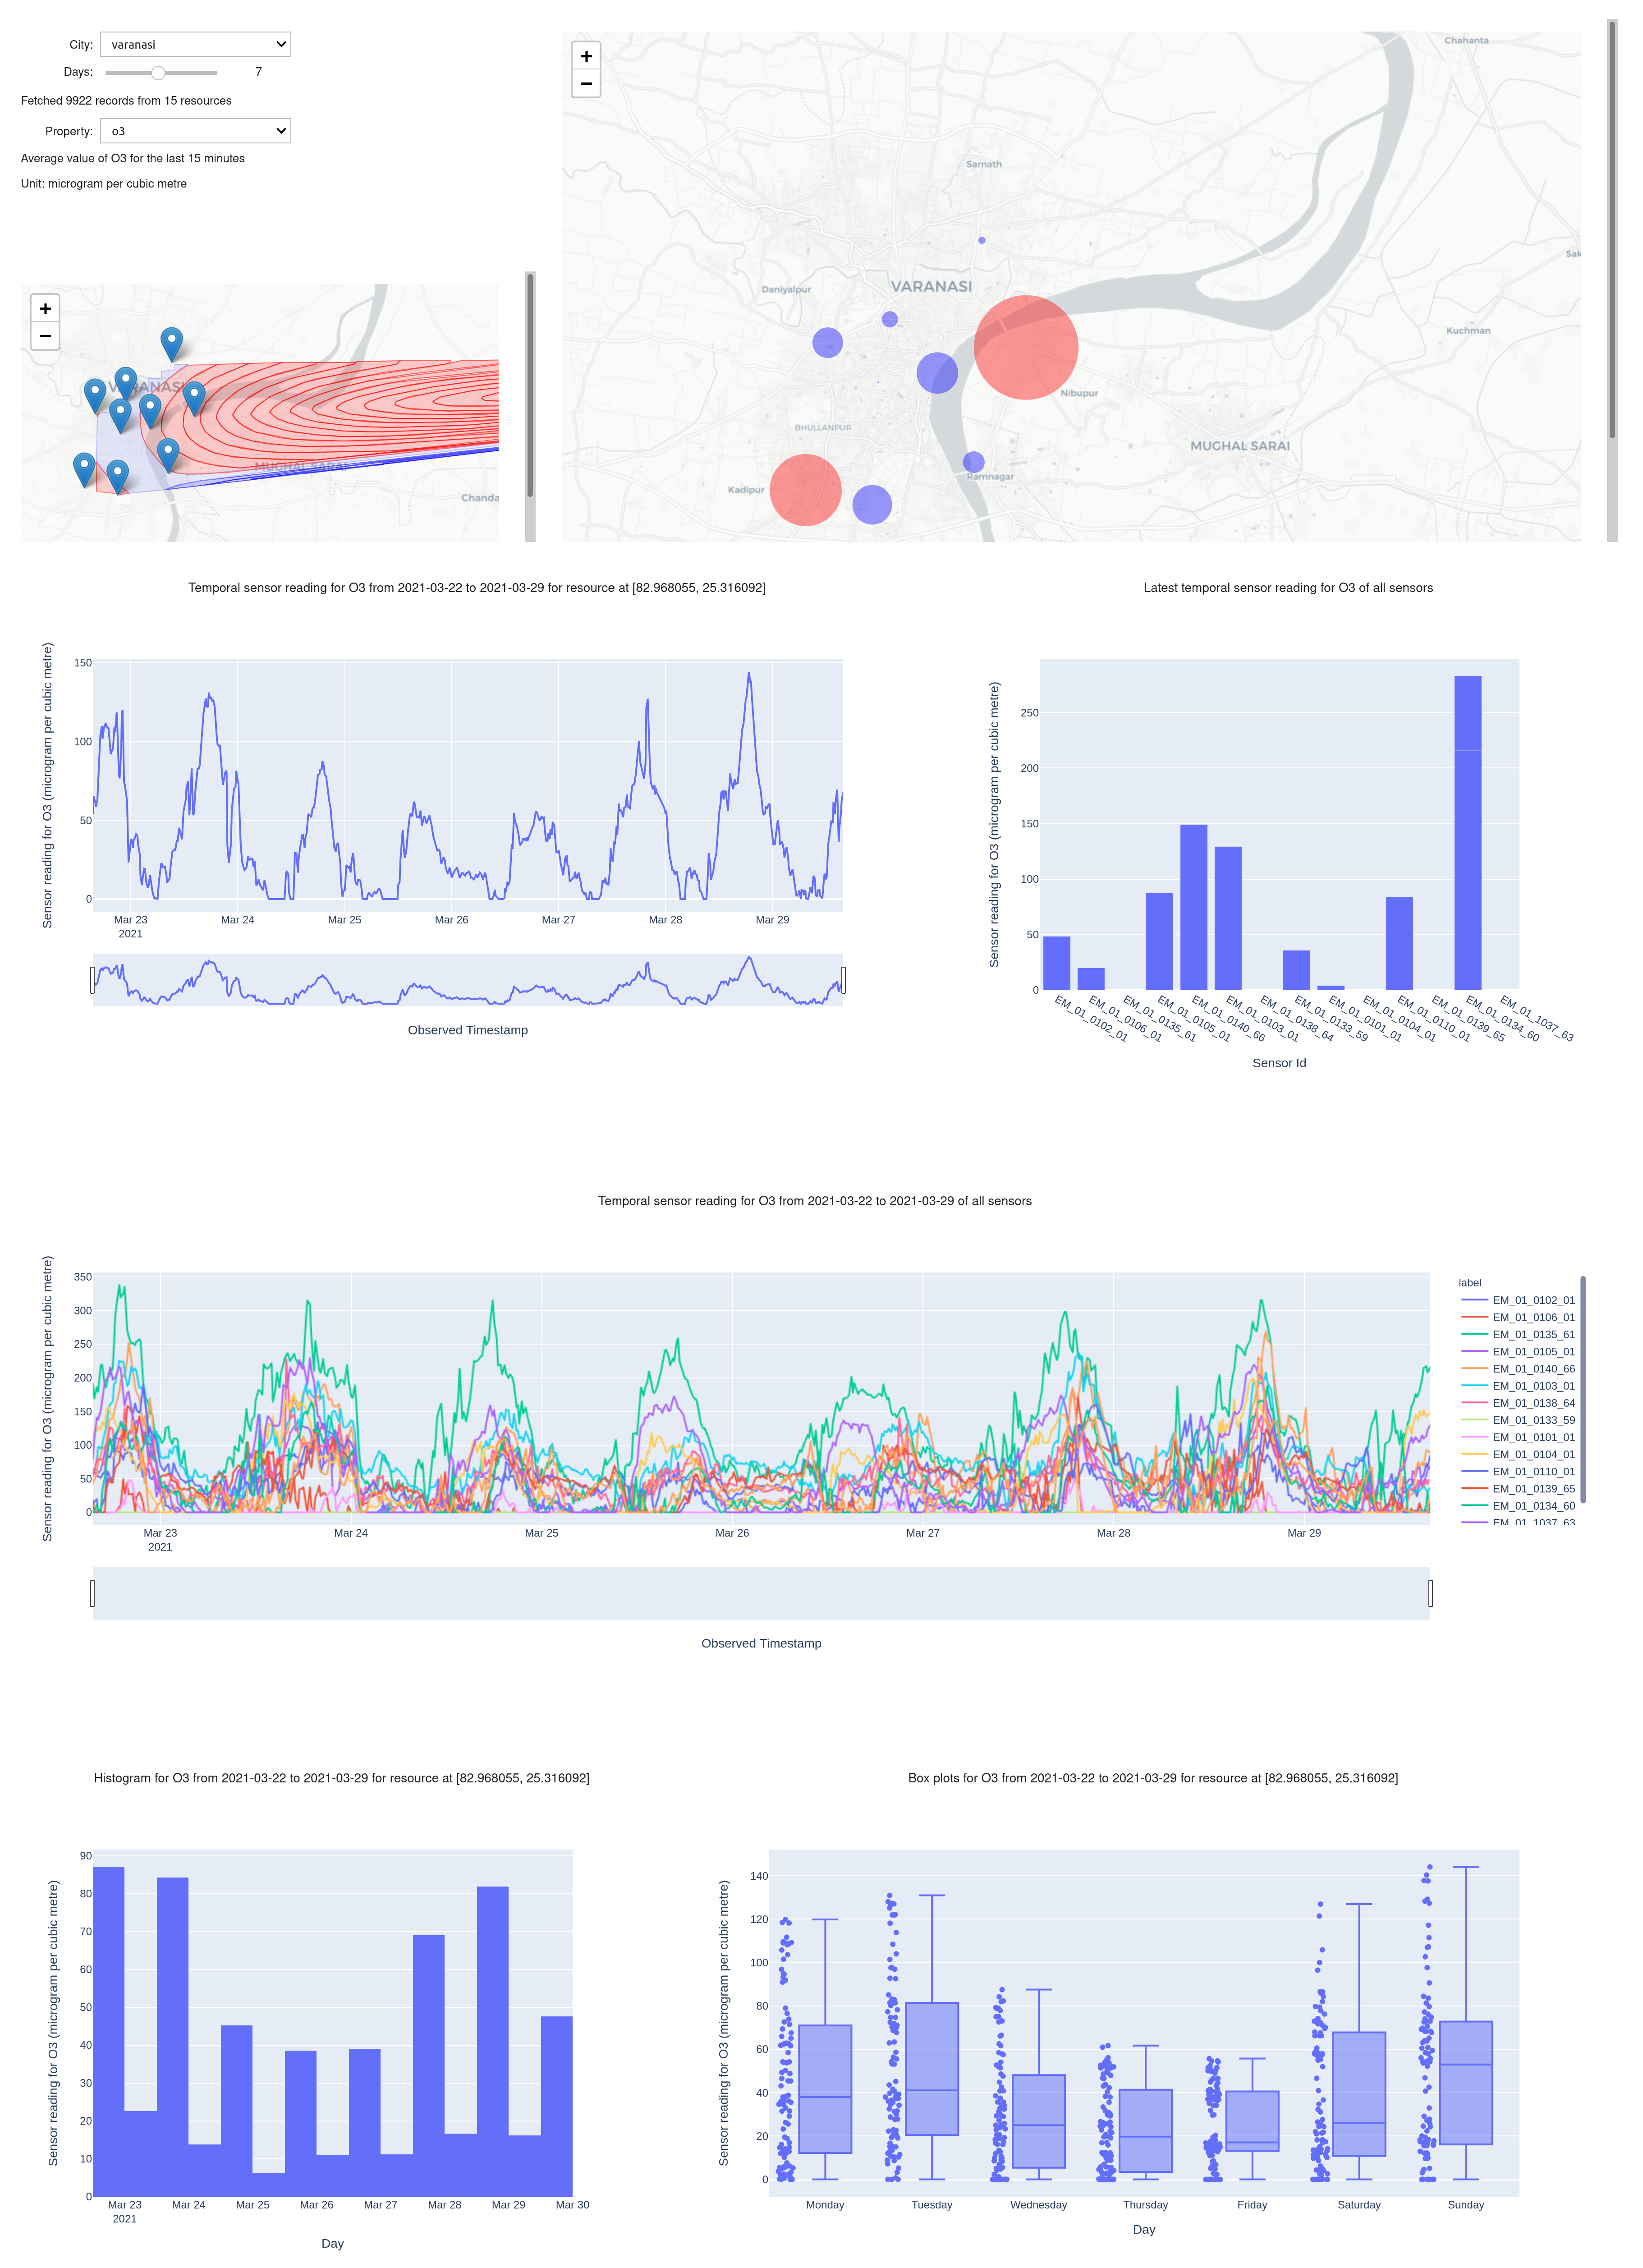 City:
varanasi
Days:
7
Fetched 9922 records from 15 resources
Property:
o3
Average value of O3 for the last 15 minutes
Unit: microgram per cubic metre
+
−
VARANASI
MUGHAL SARAI
Chanda
+
−
Chahanta
Sarnath
Daniyalpur
VARANASI
Kuchman
Nibupur
BHULLANPUR
MUGHAL SARAI
Kadipur
Ramnagar
Temporal sensor reading for O3 from 2021-03-22 to 2021-03-29 for resource at [82.968055, 25.316092]
Sensor reading for O3 (microgram per cubic metre)
150
100
50
0
Mar 23
2021
Mar 24
Mar 25
Mar 26
Mar 27
Mar 28
Mar 29
Observed Timestamp
Latest temporal sensor reading for O3 of all sensors
Sensor reading for O3 (microgram per cubic metre)
250
200
150
100
50
0
EM_01_0102_01
EM_01_0106_01
EM_01_0135_61
EM_01_0105_01
EM_01_0140_66
EM_01_0103_01
EM_01_0138_64
EM_01_0133_59
EM_01_0101_01
EM_01_0104_01
EM_01_0110_01
EM_01_0139_65
EM_01_0134_60
EM_01_1037_63
Sensor Id
Temporal sensor reading for O3 from 2021-03-22 to 2021-03-29 of all sensors
Sensor reading for O3 (microgram per cubic metre)
350
300
250
200
150
100
50
0
Mar 23
2021
Mar 24
Mar 25
Mar 26
Mar 27
Mar 28
Mar 29
Observed Timestamp
label
EM_01_0102_01
EM_01_0106_01
EM_01_0135_61
EM_01_0105_01
EM_01_0140_66
EM_01_0103_01
EM_01_0138_64
EM_01_0133_59
EM_01_0101_01
EM_01_0104_01
EM_01_0110_01
EM_01_0139_65
EM_01_0134_60
EM_01_1037_63
Histogram for O3 from 2021-03-22 to 2021-03-29 for resource at [82.968055, 25.316092]
Sensor reading for O3 (microgram per cubic metre)
90
80
70
60
50
40
30
20
10
0
Mar 23
2021
Mar 24
Mar 25
Mar 26
Mar 27
Mar 28
Mar 29
Mar 30
Day
Box plots for O3 from 2021-03-22 to 2021-03-29 for resource at [82.968055, 25.316092]
Sensor reading for O3 (microgram per cubic metre)
140
120
100
80
60
40
20
0
Monday
Tuesday
Wednesday
Thursday
Friday
Saturday
Sunday
Day